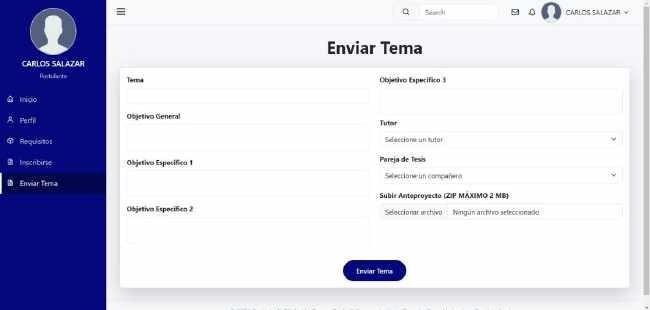 Search
CARLOS SALAZAR
CARLOS SALAZAR
Postulante
Inicio
Perfil
Requisitos
Inscribirse
Enviar Tema
Enviar Tema
Tema
Objetivo General
Objetivo Específico 1
Objetivo Específico 2
Objetivo Específico 3
Tutor
Seleccione un tutor
Pareja de Tesis
Seleccione un compañero
Subir Anteproyecto (ZIP MÁXIMO 2 MB)
Seleccionar archivo Ningún archivo seleccionado
Enviar Tema